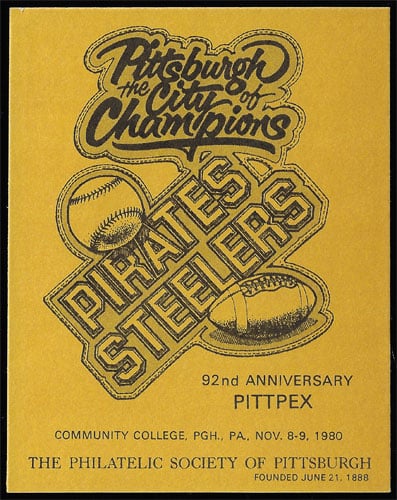 Pittsburgh
the City of
Champions
PIRATES
STEELERS
92nd ANNIVERSARY
PITTPEX
COMMUNITY COLLEGE, PGH., PA., NOV. 8-9, 1980
THE PHILATELIC SOCIETY OF PITTSBURGH
FOUNDED JUNE 21, 1888